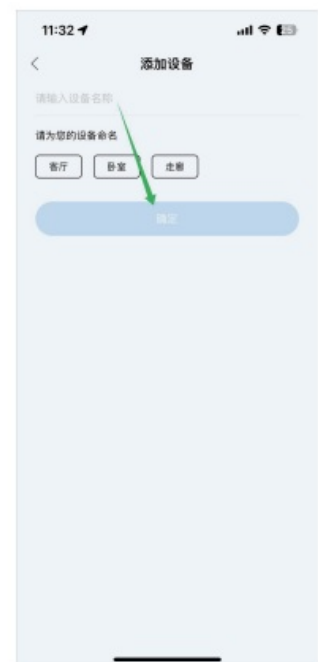 11:32
添加设备
请输入设备名称
请为您的设备命名
客厅 卧室 走廊
确定